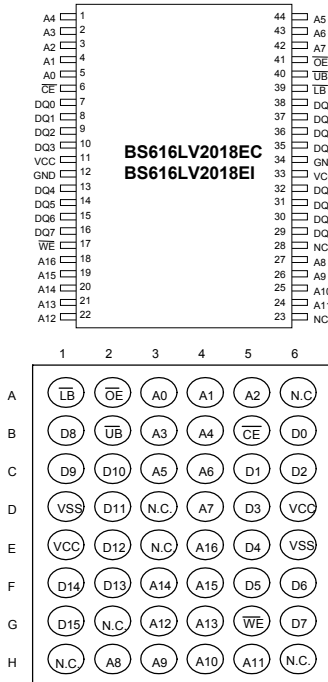 A4 1 44 A5
A3 2 43 A6
A2 3 42 A7
A1 4 41 OE
A0 5 40 UB
CE 6 39 LB
DQ0 7 38 DQ
DQ1 8 37 DQ
DQ2 9 36 DQ
DQ3 10 35 DQ
VCC 11 34 GN
GND 12 33 VC
DQ4 13 32 DQ
DQ5 14 31 DQ
DQ6 15 30 DQ
DQ7 16 29 DQ
WE 17 28 NC
A16 18 27 A8
A15 19 26 A9
A14 20 25 A10
A13 21 24 A11
A12 22 23 NC
BS616LV2018EC
BS616LV2018EI
1 2 3 4 5 6
A LB OE A0 A1 A2 N.C
B D8 UB A3 A4 CE D0
C D9 D10 A5 A6 D1 D2
D VSS D11 N.C. A7 D3 VCC
E VCC D12 N.C. A16 D4 VSS
F D14 D13 A14 A15 D5 D6
G D15 N.C. A12 A13 WE D7
H N.C. A8 A9 A10 A11 N.C.